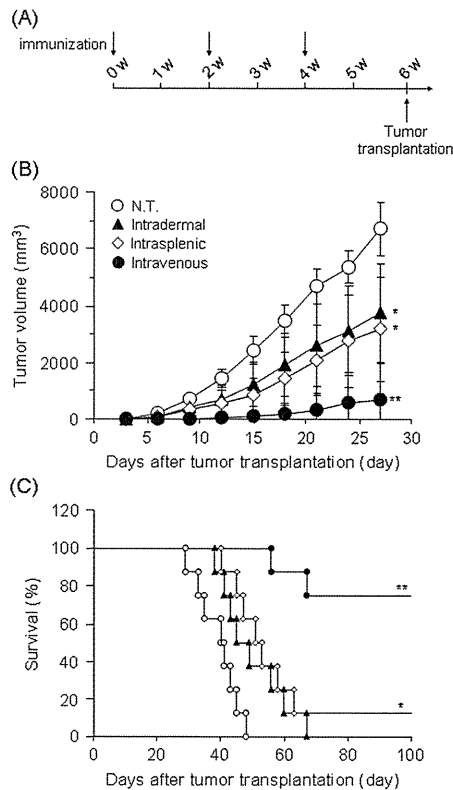 (A)
immunization
0 w 1 w 2 w 3 w 4 w 5 w 6 w
Tumor
transplantation
(B)
8000
6000
4000
2000
0
Tumor volume (mm³)
N.T.
Intradermal
Intrasplenic
Intravenous
*
*
**
0 5 10 15 20 25 30
Days after tumor transplantation (day)
(C)
120
100
80
60
40
20
0
Survival (%)
**
*
0 20 40 60 80 100
Days after tumor transplantation (day)